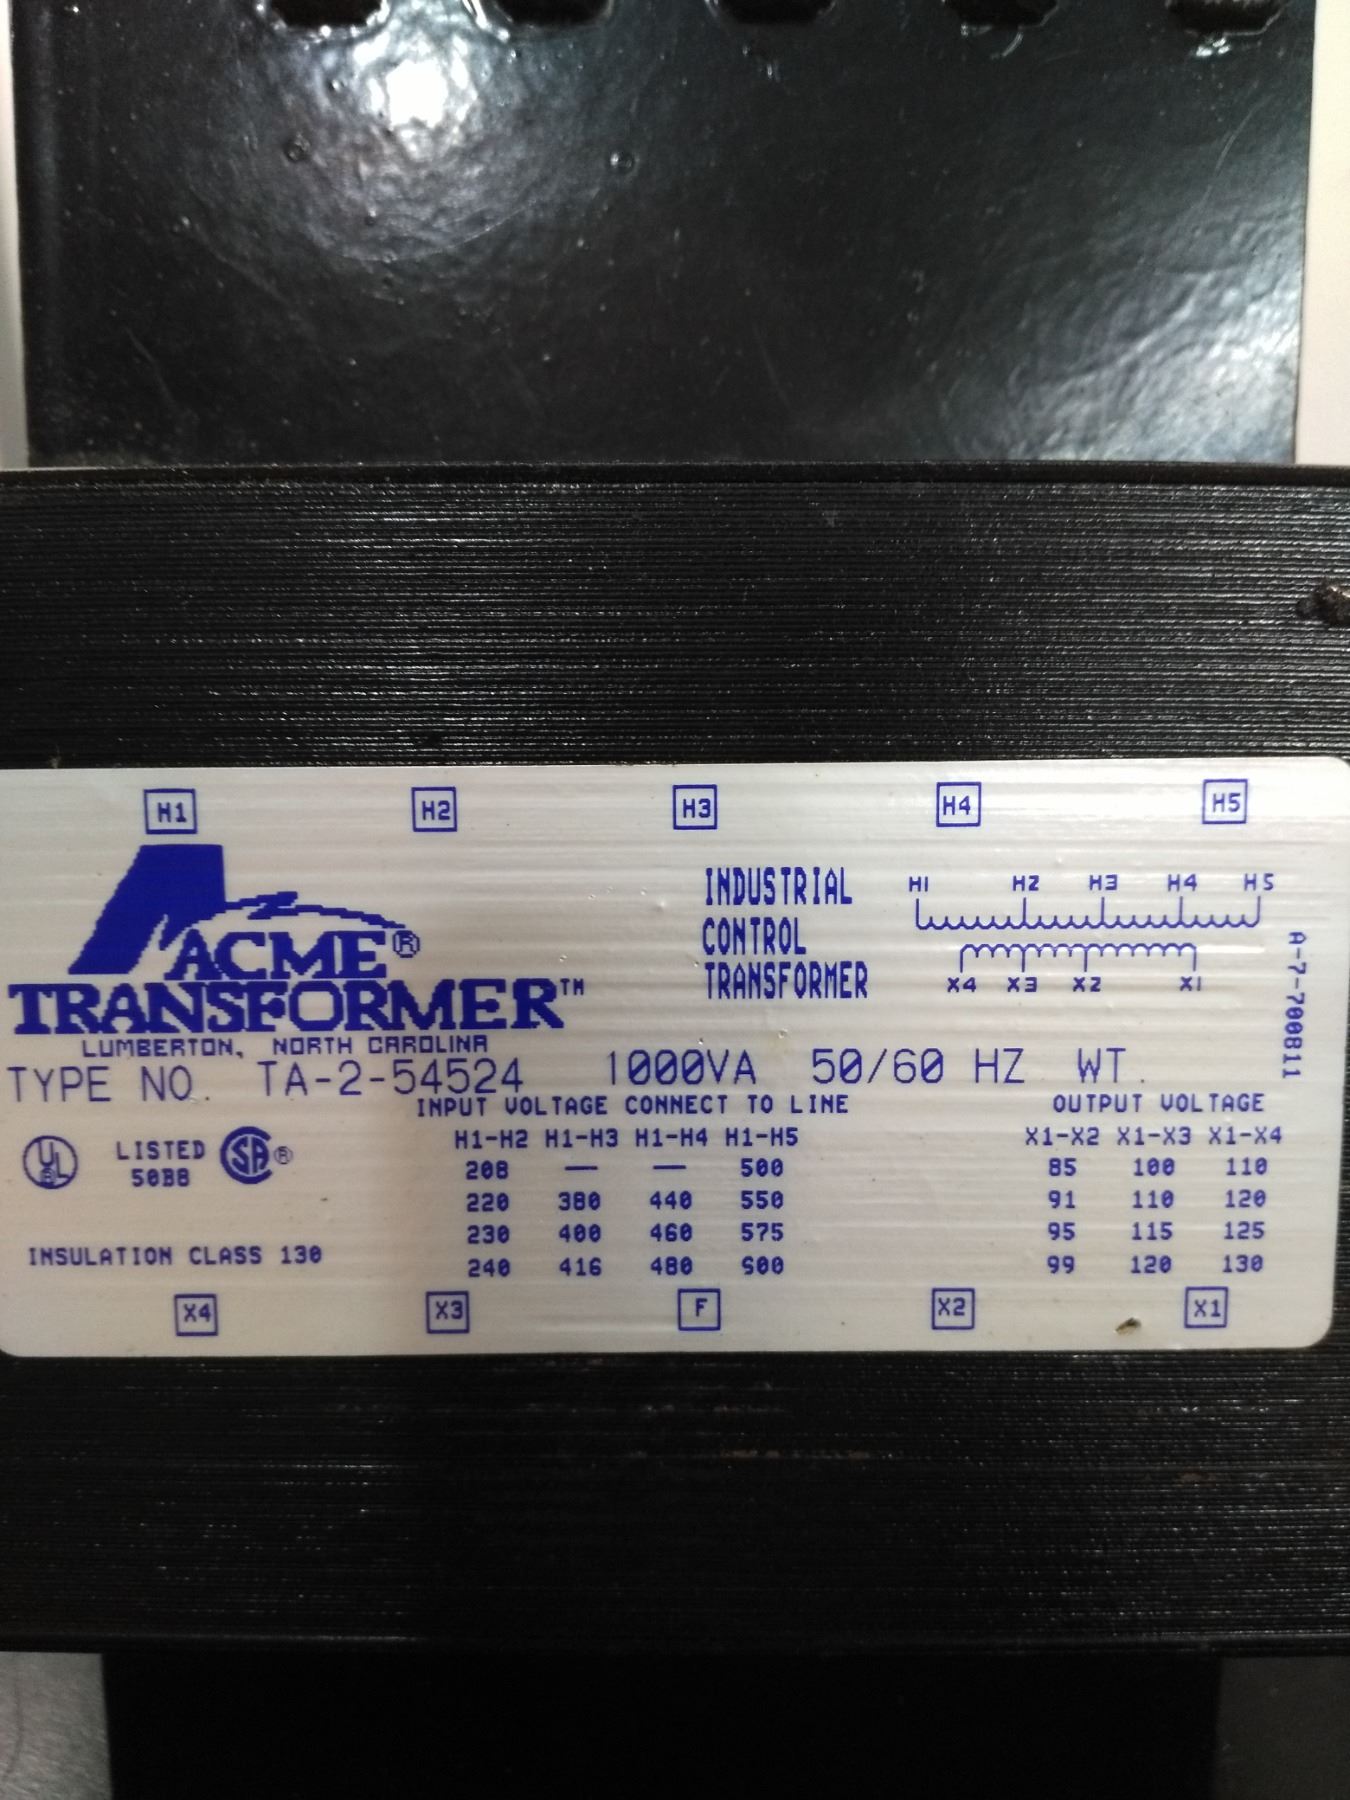 H1 H2 H3 H4 H5
ACME®
TRANSFORMER™
LUMBERTON, NORTH CAROLINA
INDUSTRIAL
CONTROL
TRANSFORMER
H1 H2 H3 H4 H5
X4 X3 X2 X1
A-7-700811
TYPE NO. TA-2-54524 1000VA 50/60 HZ WT.
UL® LISTED
50B8
SA®
INSULATION CLASS 130
INPUT VOLTAGE CONNECT TO LINE
H1-H2 H1-H3 H1-H4 H1-H5
208 — — 500
220 380 440 550
230 400 460 575
240 416 480 600
OUTPUT VOLTAGE
X1-X2 X1-X3 X1-X4
85 100 110
91 110 120
95 115 125
99 120 130
X4 X3 F X2 X1